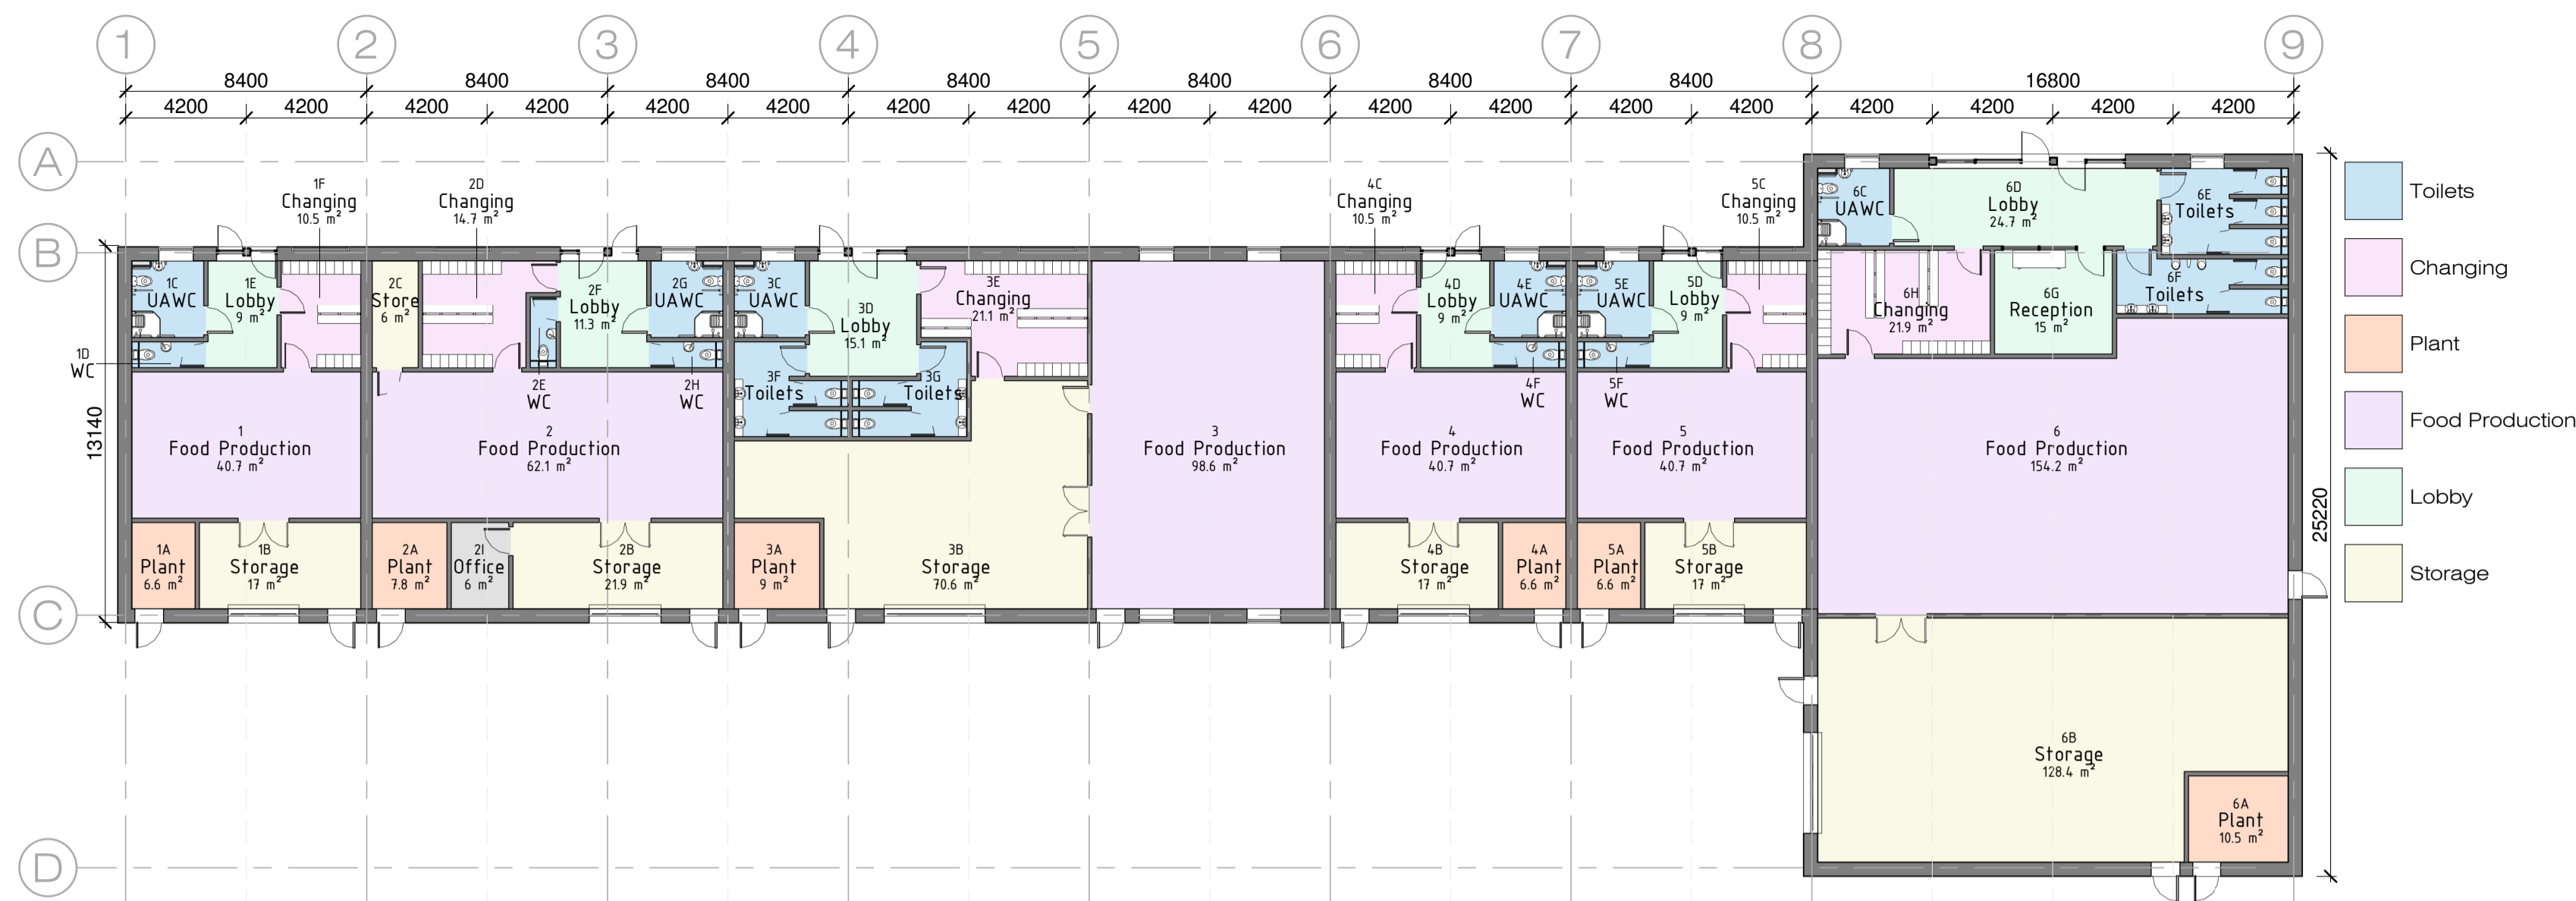 1 2 3 4 5 6 7 8 9
8400 8400 8400 8400 8400 8400 8400 16800
4200 4200 4200 4200 4200 4200 4200 4200 4200 4200 4200 4200 4200 4200 4200 4200 4200 4200
A
B
C
D
13140
25220
1F
Changing
10.5 m²
2D
Changing
14.7 m²
4C
Changing
10.5 m²
5C
Changing
10.5 m²
1C
UAWC
1E
Lobby
9 m²
1D
WC
2C
Store
6 m²
2F
Lobby
11.3 m²
2G
UAWC
2E
WC
2H
WC
3C
UAWC
3D
Lobby
15.1 m²
3E
Changing
21.1 m²
3F
Toilets
3G
Toilets
4D
Lobby
9 m²
4E
UAWC
4F
WC
5E
UAWC
5D
Lobby
9 m²
5F
WC
6C
UAWC
6D
Lobby
24.7 m²
6E
Toilets
6F
Toilets
6H
Changing
21.9 m²
6G
Reception
15 m²
1
Food Production
40.7 m²
2
Food Production
62.1 m²
3
Food Production
98.6 m²
4
Food Production
40.7 m²
5
Food Production
40.7 m²
6
Food Production
154.2 m²
1A
Plant
6.6 m²
1B
Storage
17 m²
2A
Plant
7.8 m²
2I
Office
6 m²
2B
Storage
21.9 m²
3A
Plant
9 m²
3B
Storage
70.6 m²
4B
Storage
17 m²
4A
Plant
6.6 m²
5A
Plant
6.6 m²
5B
Storage
17 m²
6B
Storage
128.4 m²
6A
Plant
10.5 m²
Toilets
Changing
Plant
Food Production
Lobby
Storage